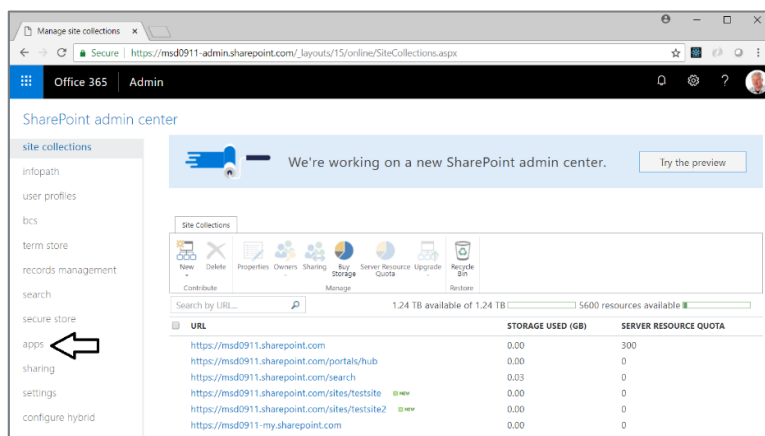 Manage site collections
Secure https://msd0911-admin.sharepoint.com/_layouts/15/online/SiteCollections.aspx
Office 365 Admin
SharePoint admin center
site collections
infopath
user profiles
bcs
term store
records management
search
secure store
apps
sharing
settings
configure hybrid
We're working on a new SharePoint admin center.
Try the preview
Site Collections
New Delete Properties Owners Sharing Buy Storage Server Resource Quota Upgrade Recycle Bin
Contribute Manage Restore
Search by URL... 1.24 TB available of 1.24 TB 5600 resources available
URL STORAGE USED (GB) SERVER RESOURCE QUOTA
https://msd0911.sharepoint.com 0.00 300
https://msd0911.sharepoint.com/portals/hub 0.00 0
https://msd0911.sharepoint.com/search 0.03 0
https://msd0911.sharepoint.com/sites/testsite NEW 0.00 0
https://msd0911.sharepoint.com/sites/testsite2 NEW 0.00 0
https://msd0911-my.sharepoint.com 0.00 0